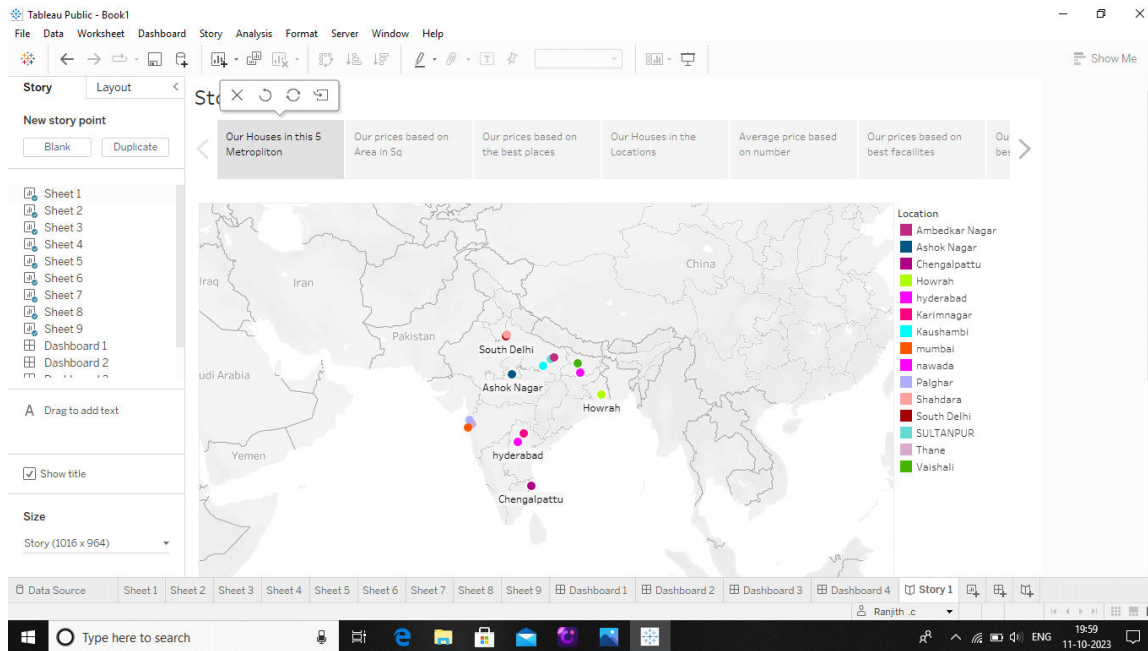 Tableau Public - Book1
File Data Worksheet Dashboard Story Analysis Format Server Window Help
Show Me
Story Layout
New story point
Blank Duplicate
Sheet 1
Sheet 2
Sheet 3
Sheet 4
Sheet 5
Sheet 6
Sheet 7
Sheet 8
Sheet 9
Dashboard 1
Dashboard 2
A Drag to add text
Show title
Size
Story (1016 x 964)
Our Houses in this 5
Metropliton
Our prices based on
Area in Sq
Our prices based on
the best places
Our Houses in the
Locations
Average price based
on number
Our prices based on
best facaillites
Iraq
Iran
China
Pakistan
South Delhi
Ashok Nagar
Howrah
Yemen
hyderabad
Chengalpattu
Location
Ambedkar Nagar
Ashok Nagar
Chengalpattu
Howrah
hyderabad
Karimnagar
Kaushambi
mumbai
nawada
Palghar
Shahdara
South Delhi
SULTANPUR
Thane
Vaishali
Data Source Sheet 1 Sheet 2 Sheet 3 Sheet 4 Sheet 5 Sheet 6 Sheet 7 Sheet 8 Sheet 9 Dashboard 1 Dashboard 2 Dashboard 3 Dashboard 4 Story 1
Ranjith .c
Type here to search
ENG
19:59
11-10-2023